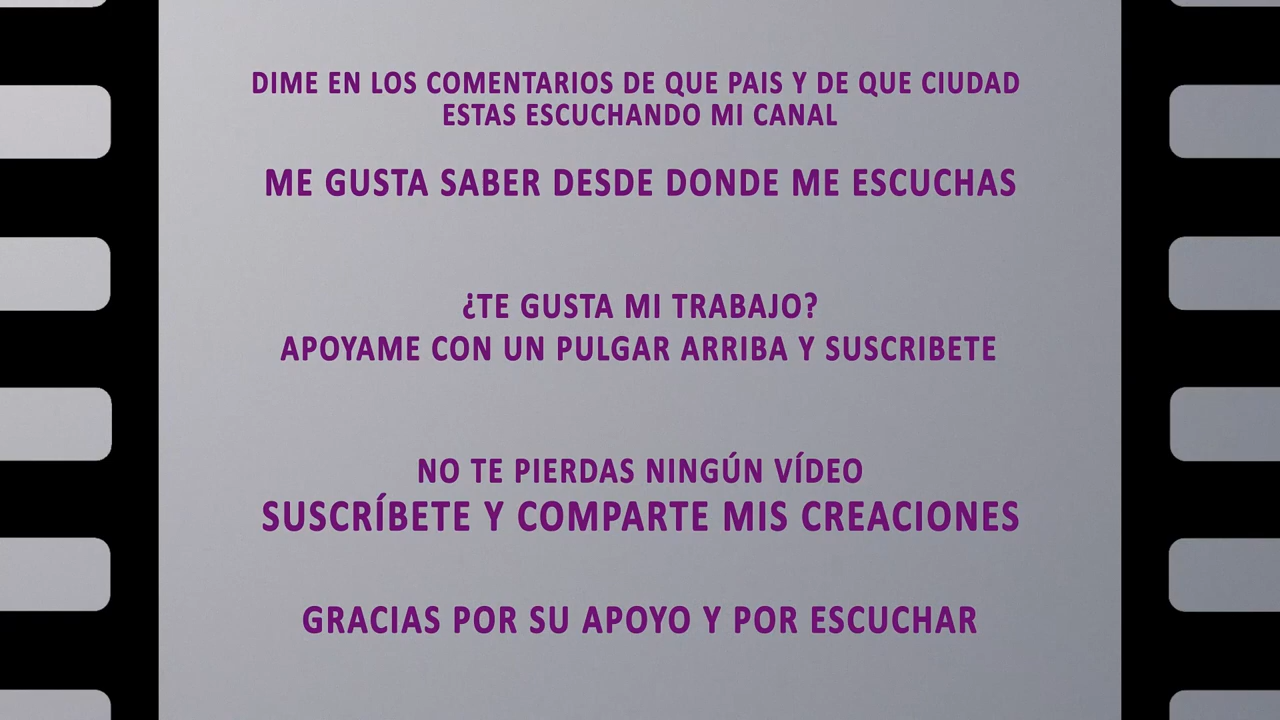 DIME EN LOS COMENTARIOS DE QUE PAIS Y DE QUE CIUDAD
ESTAS ESCUCHANDO MI CANAL
ME GUSTA SABER DESDE DONDE ME ESCUCHAS
¿TE GUSTA MI TRABAJO?
APOYAME CON UN PULGAR ARRIBA Y SUSCRIBETE
NO TE PIERDAS NINGÚN VÍDEO
SUSCRÍBETE Y COMPARTE MIS CREACIONES
GRACIAS POR SU APOYO Y POR ESCUCHAR